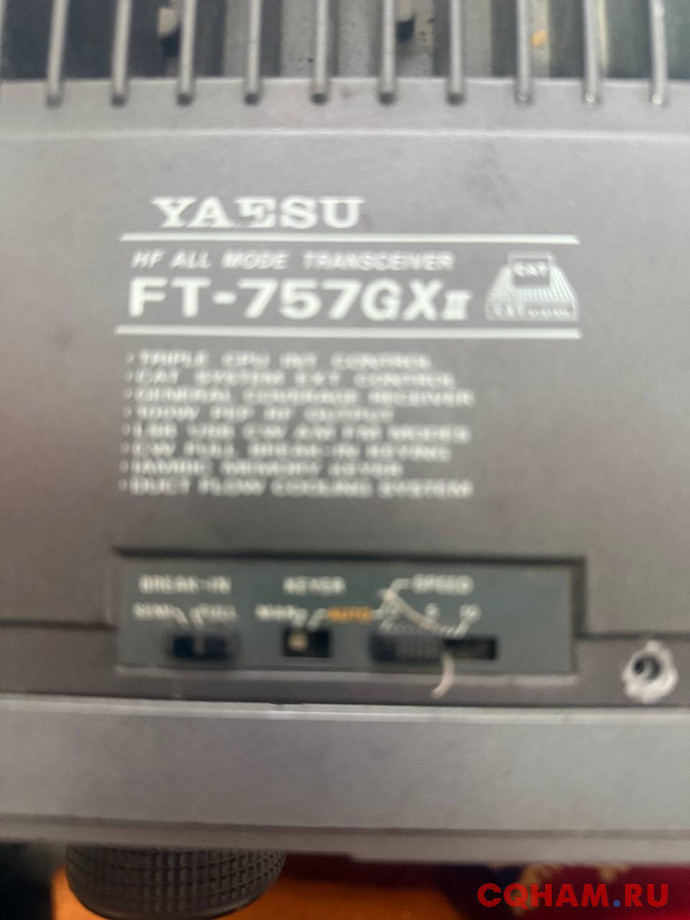 YAESU
HF ALL MODE TRANSCEIVER
FT-757GXII
CAT
• TRIPLE CPU INT CONTROL
• CAT SYSTEM EXT CONTROL
• GENERAL COVERAGE RECEIVER
• 100W PEP RF OUTPUT
• LSB USB CW AM FM MODES
• CW FULL BREAK-IN KEYING
• IAMBIC MEMORY KEYER
• DUCT FLOW COOLING SYSTEM
BREAK-IN KEYER SPEED
SEMI FULL MAN AUTO
CQHAM.RU